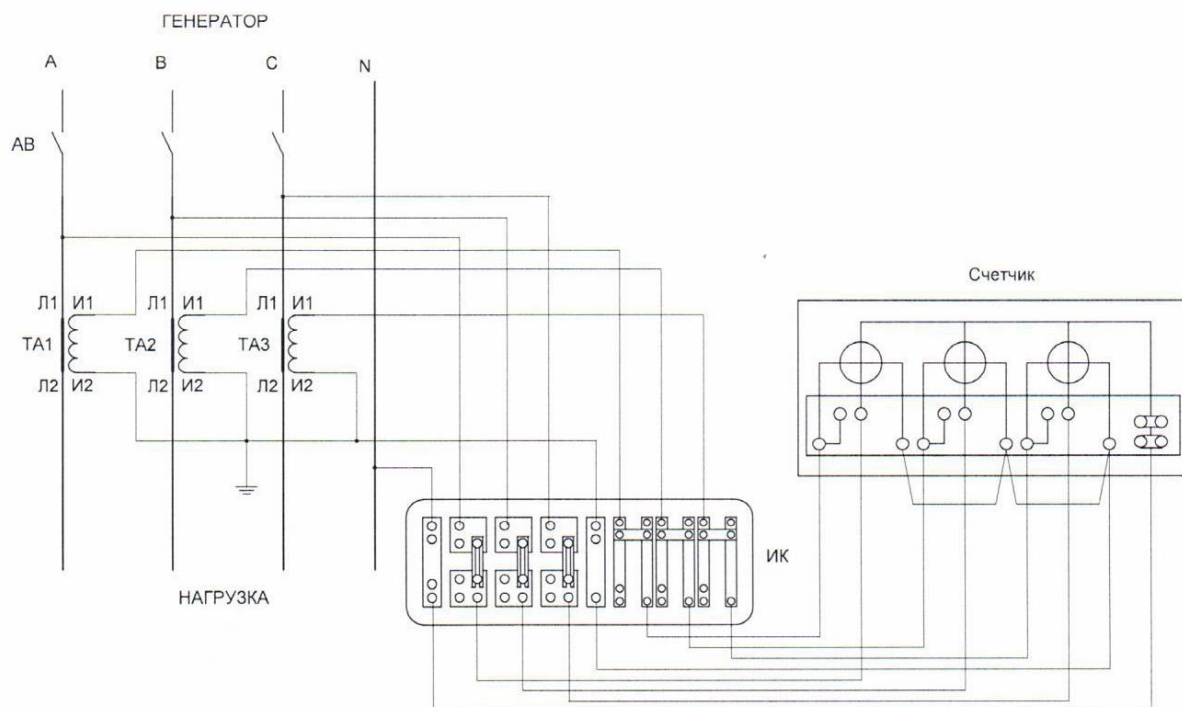 ГЕНЕРАТОР
A B C N
АВ
Л1 И1 Л1 И1 Л1 И1
ТА1 ТА2 ТА3
Л2 И2 Л2 И2 Л2 И2
НАГРУЗКА
Счетчик
ИК